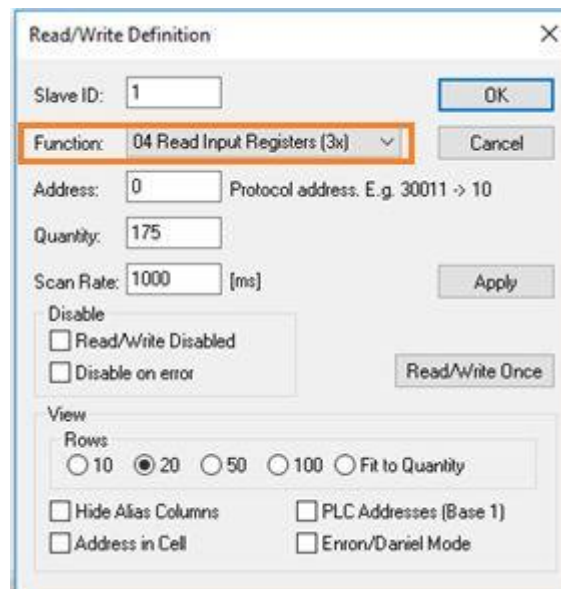 Read/Write Definition
Slave ID: 1 OK
Function: 04 Read Input Registers (3x) Cancel
Address: 0 Protocol address. E.g. 30011 -> 10
Quantity: 175
Scan Rate: 1000 [ms] Apply
Disable
Read/Write Disabled
Disable on error Read/Write Once
View
Rows
10 20 50 100 Fit to Quantity
Hide Alias Columns PLC Addresses (Base 1)
Address in Cell Enron/Daniel Mode